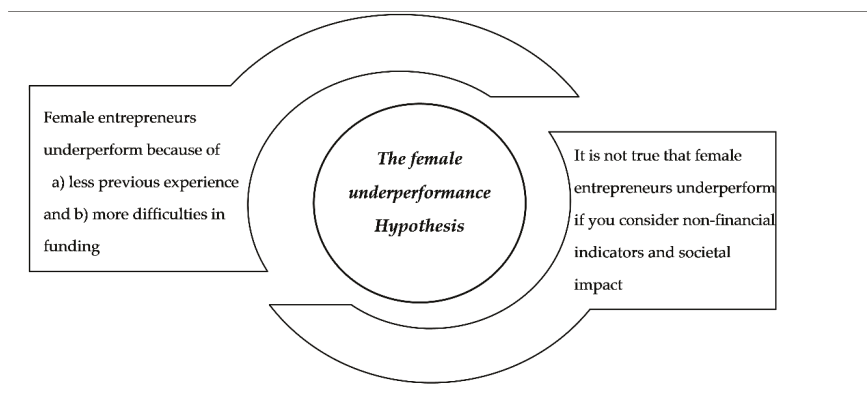 Female entrepreneurs
underperform because of
a) less previous experience
and b) more difficulties in
funding
The female
underperformance
Hypothesis
It is not true that female
entrepreneurs underperform
if you consider non-financial
indicators and societal
impact